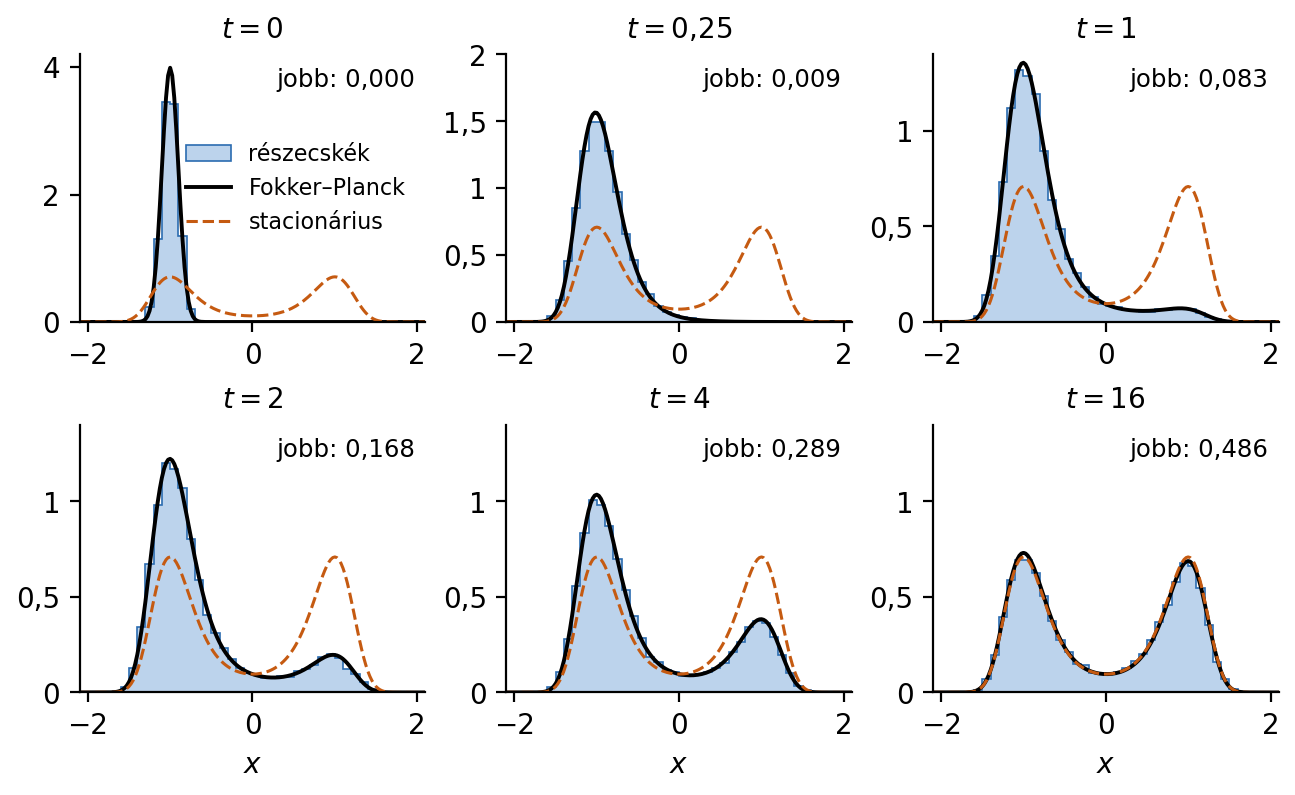 t = 0
jobb: 0,000
4
2
0
részecskék
Fokker–Planck
stacionárius
−2 0 2
t = 0,25
jobb: 0,009
2
1,5
1
0,5
0
−2 0 2
t = 1
jobb: 0,083
1
0,5
0
−2 0 2
t = 2
jobb: 0,168
1
0,5
0
−2 0 2
x
t = 4
jobb: 0,289
1
0,5
0
−2 0 2
x
t = 16
jobb: 0,486
1
0,5
0
−2 0 2
x